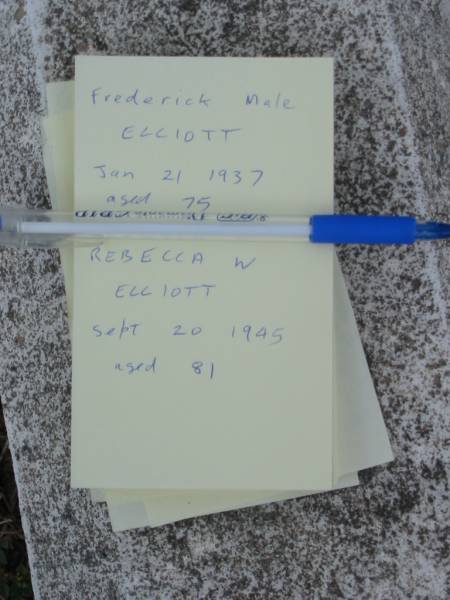 Frederick Male
ELLIOTT
Jan 21 1937
aged 75
REBECCA W
ELLIOTT
Sept 20 1945
aged 81